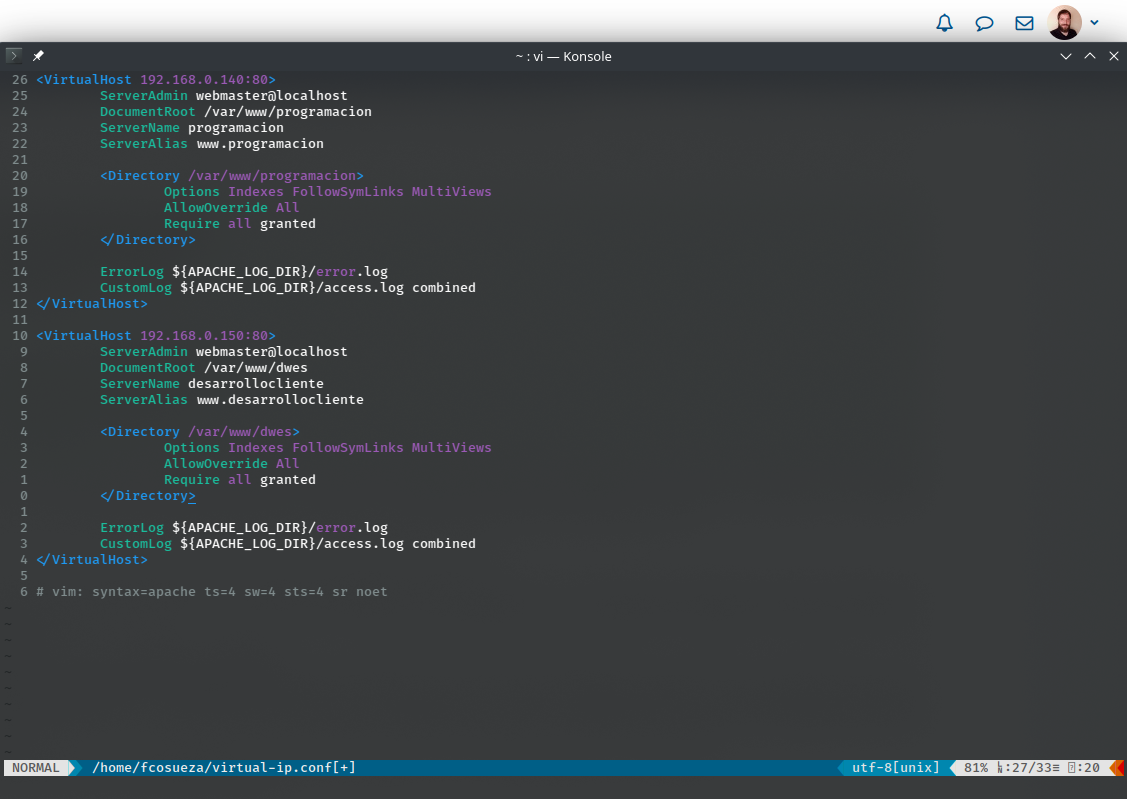 ~ : vi — Konsole
26 <VirtualHost 192.168.0.140:80>
25 ServerAdmin webmaster@localhost
24 DocumentRoot /var/www/programacion
23 ServerName programacion
22 ServerAlias www.programacion
21
20 <Directory /var/www/programacion>
19 Options Indexes FollowSymLinks MultiViews
18 AllowOverride All
17 Require all granted
16 </Directory>
15
14 ErrorLog ${APACHE_LOG_DIR}/error.log
13 CustomLog ${APACHE_LOG_DIR}/access.log combined
12 </VirtualHost>
11
10 <VirtualHost 192.168.0.150:80>
9 ServerAdmin webmaster@localhost
8 DocumentRoot /var/www/dwes
7 ServerName desarrollocliente
6 ServerAlias www.desarrollocliente
5
4 <Directory /var/www/dwes>
3 Options Indexes FollowSymLinks MultiViews
2 AllowOverride All
1 Require all granted
0 </Directory>
1
2 ErrorLog ${APACHE_LOG_DIR}/error.log
3 CustomLog ${APACHE_LOG_DIR}/access.log combined
4 </VirtualHost>
5
6 # vim: syntax=apache ts=4 sw=4 sts=4 sr noet
~
~
~
~
~
~
~
~
~
~
NORMAL /home/fcosueza/virtual-ip.conf[+] utf-8[unix] 81% ㏑:27/33≡ :20